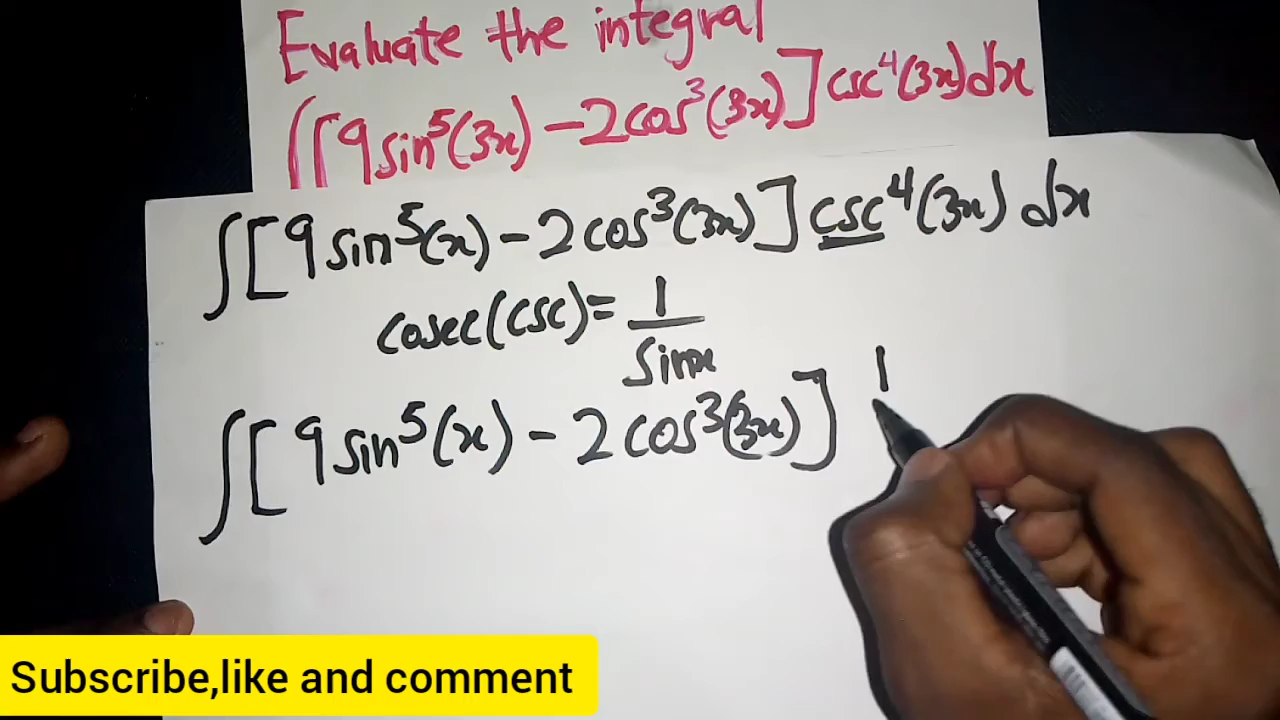 Evaluate the integral
∫[9sin⁵(3x) – 2cos³(3x)] csc⁴(3x)dx
∫[9sin⁵(x) – 2cos³(3x)] csc⁴(3x) dx
cosec(csc) = 1/sinx
∫[9sin⁵(x) – 2cos³(3x)] 1
Subscribe,like and comment